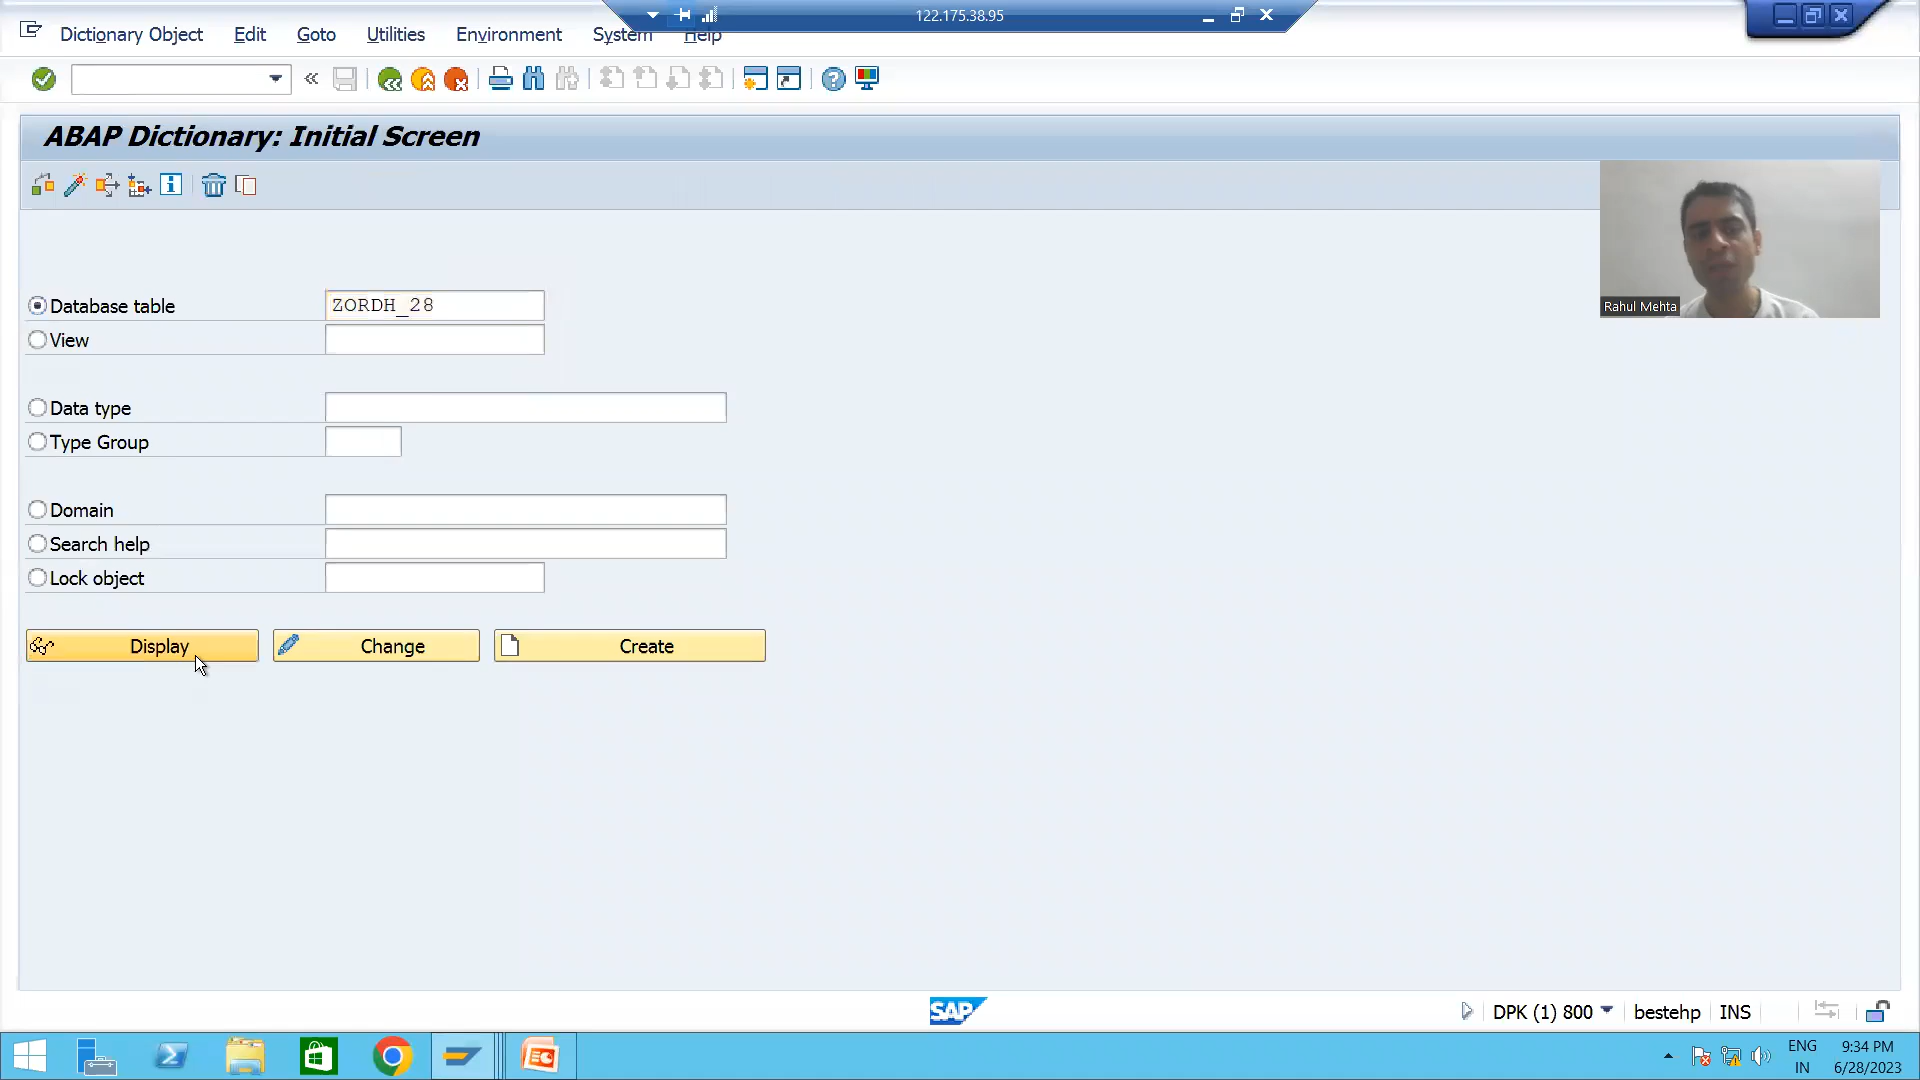 122.175.38.95
Dictionary Object Edit Goto Utilities Environment System Help
ABAP Dictionary: Initial Screen
Rahul Mehta
Database table ZORDH_28
View
Data type
Type Group
Domain
Search help
Lock object
Display Change Create
SAP
DPK (1) 800 bestehp INS
ENG 9:34 PM
IN 6/28/2023